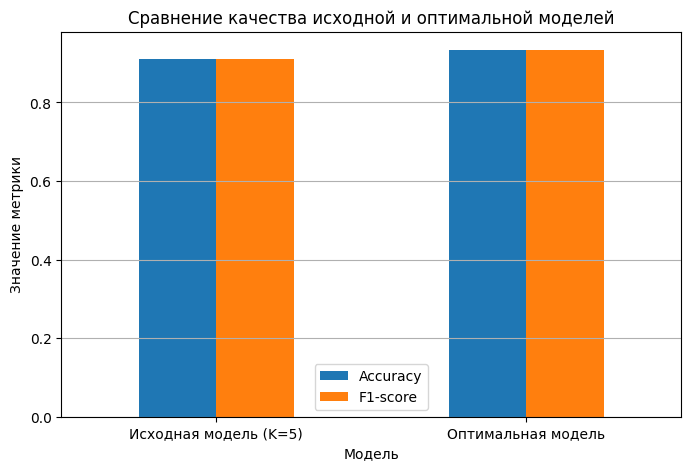 Сравнение качества исходной и оптимальной моделей
Значение метрики
0.8
0.6
0.4
0.2
0.0
Accuracy
F1-score
Исходная модель (K=5)
Оптимальная модель
Модель